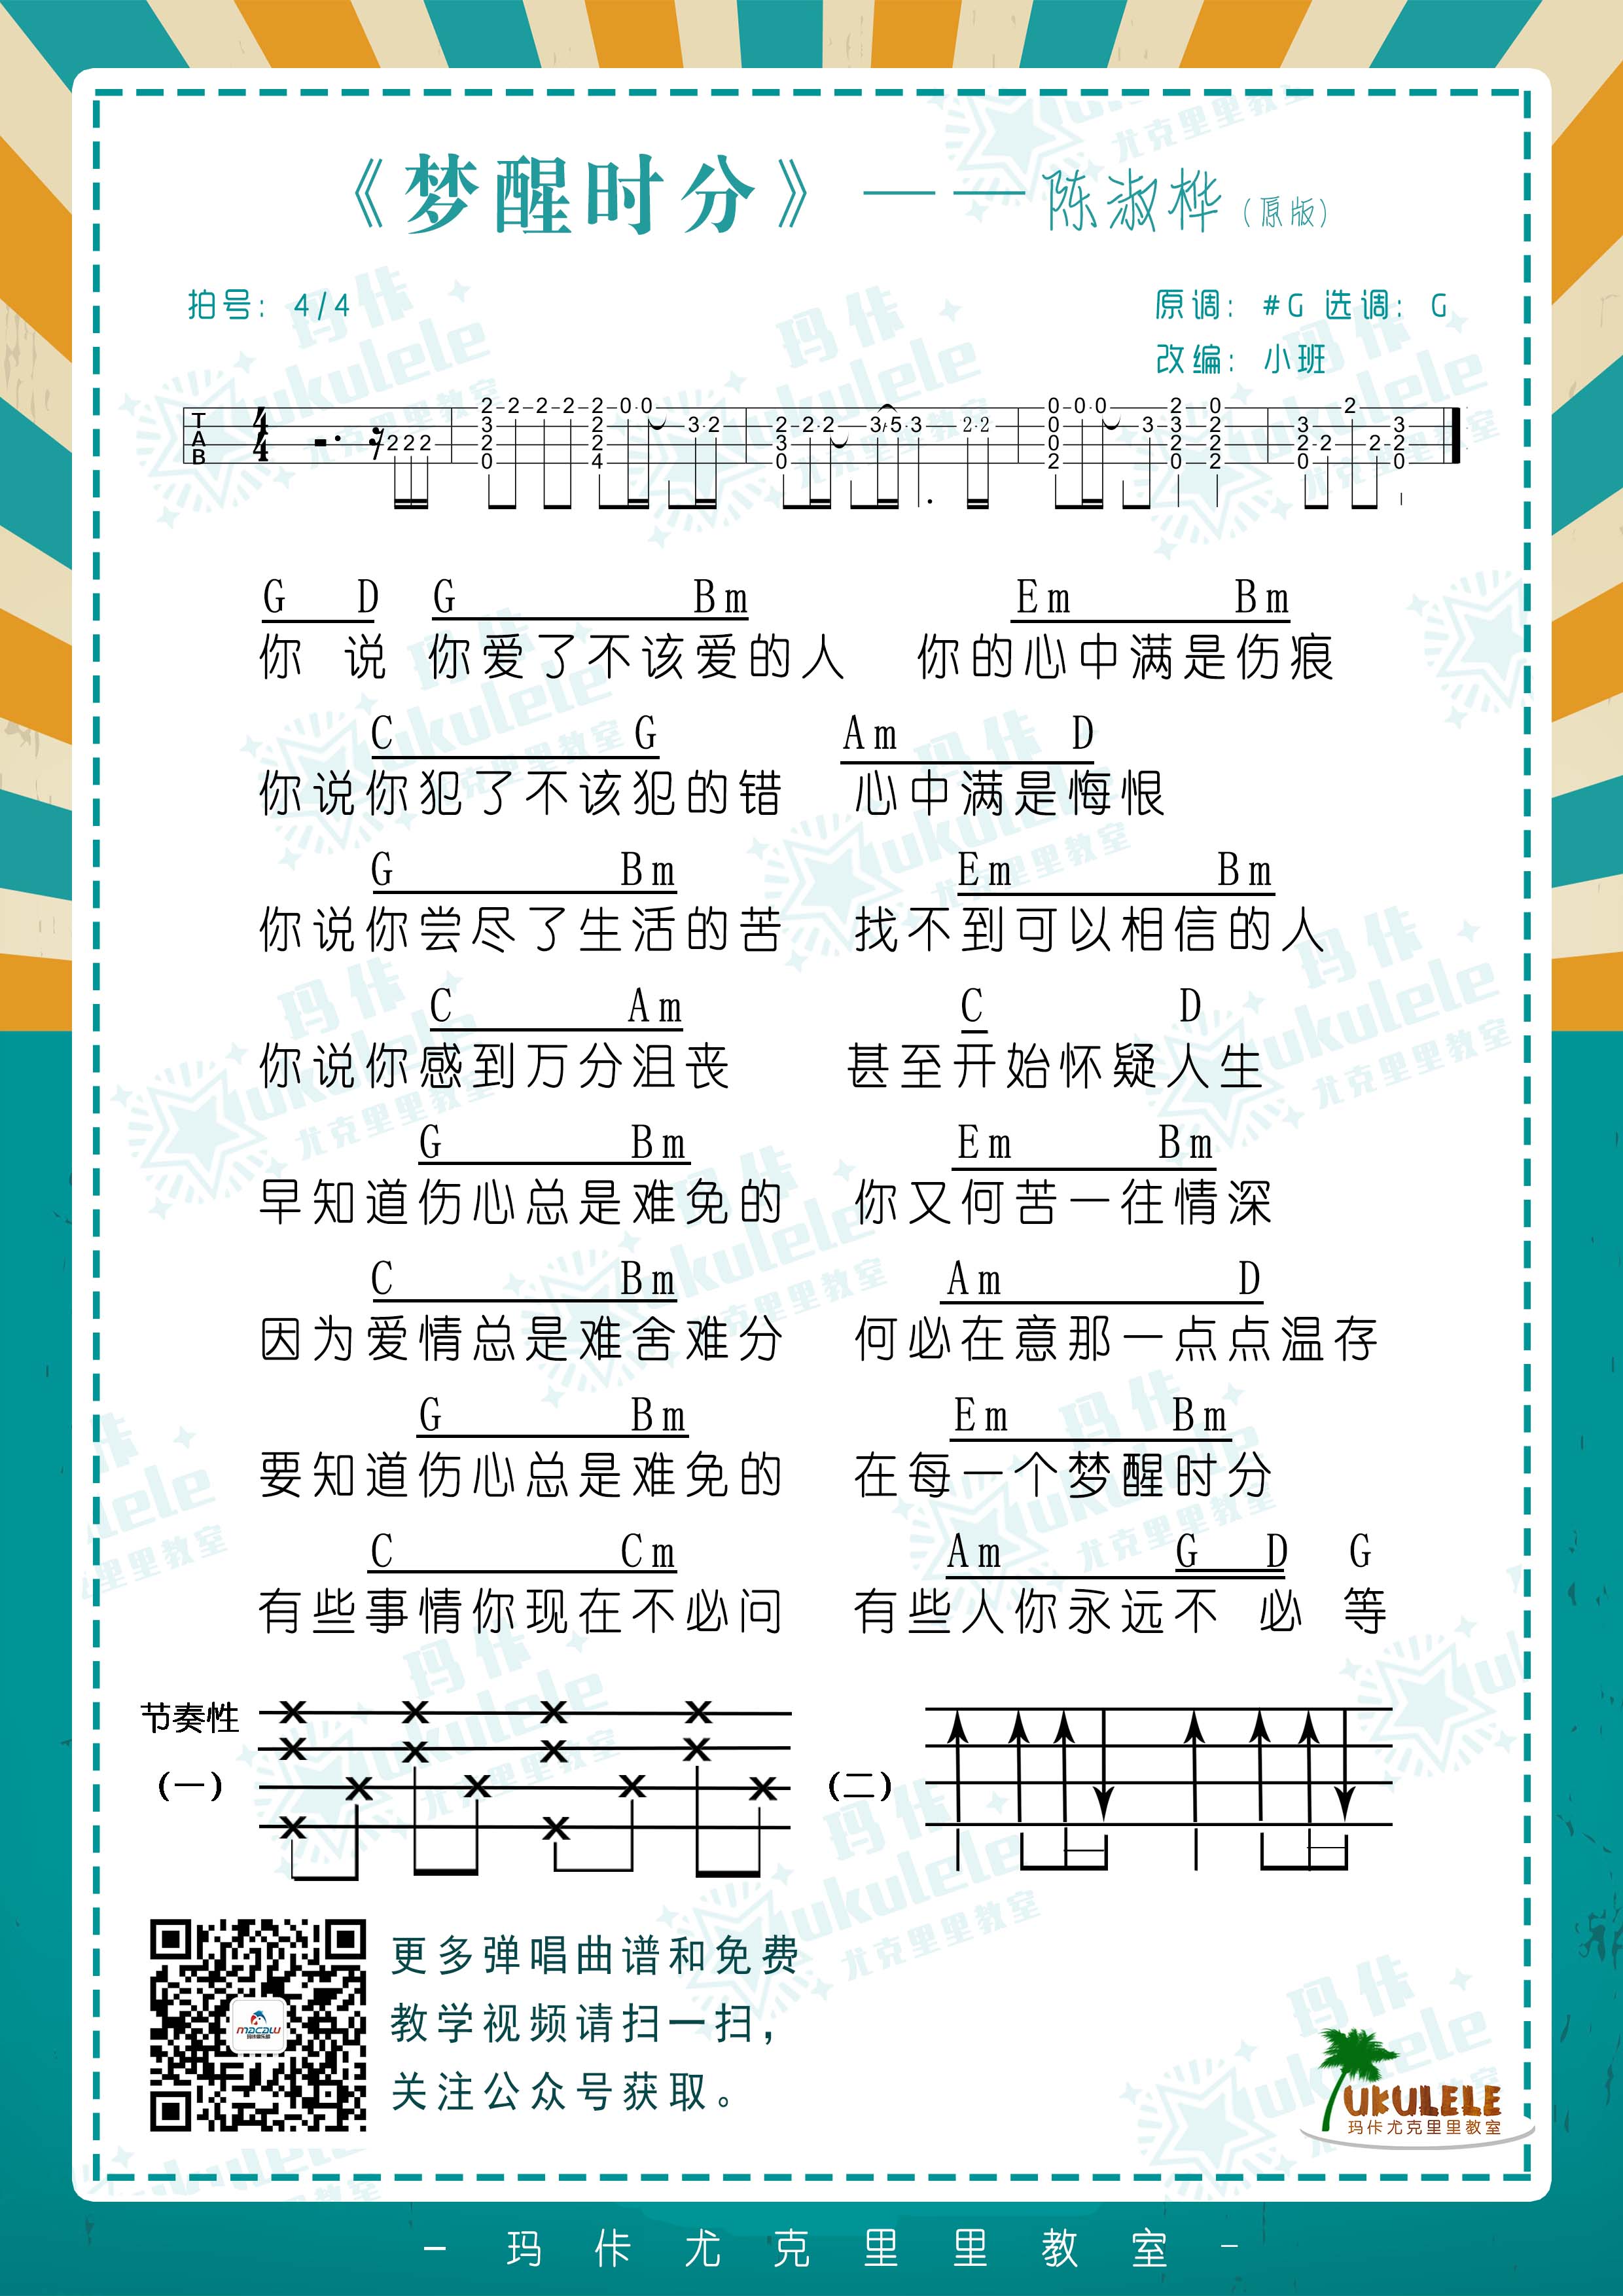 《梦醒时分》——陈淑桦(原版)
拍号: 4/4
原调: #G 选调: G
改编: 小班
G D G Bm Em Bm
你 说 你爱了不该爱的人 你的心中满是伤痕
C G Am D
你说你犯了不该犯的错 心中满是悔恨
G Bm Em Bm
你说你尝尽了生活的苦 找不到可以相信的人
C Am C D
你说你感到万分沮丧 甚至开始怀疑人生
G Bm Em Bm
早知道伤心总是难免的 你又何苦一往情深
C Bm Am D
因为爱情总是难舍难分 何必在意那一点点温存
G Bm Em Bm
要知道伤心总是难免的 在每一个梦醒时分
C Cm Am G D G
有些事情你现在不必问 有些人你永远不 必 等
节奏性
(一)
(二)
更多弹唱曲谱和免费
教学视频请扫一扫,
关注公众号获取。
macaw
UKULELE
玛佧尤克里里教室
- 玛佧尤克里里教室 -